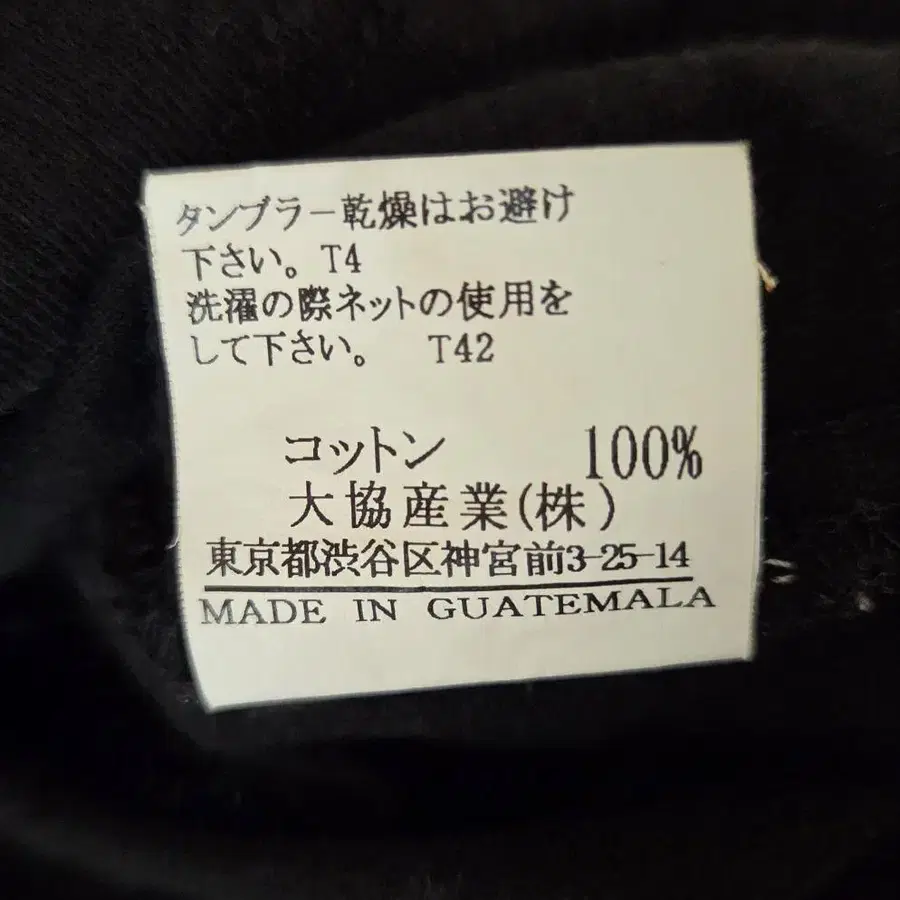 タンブラー乾燥はお避け
下さい。T4
洗濯の際ネットの使用を
して下さい。 T42
コットン 100%
大協産業(株)
東京都渋谷区神宮前3-25-14
MADE IN GUATEMALA